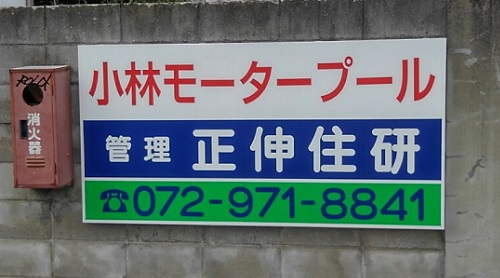 小林モータープール
管理 正伸住研
☎072-971-8841
消火器